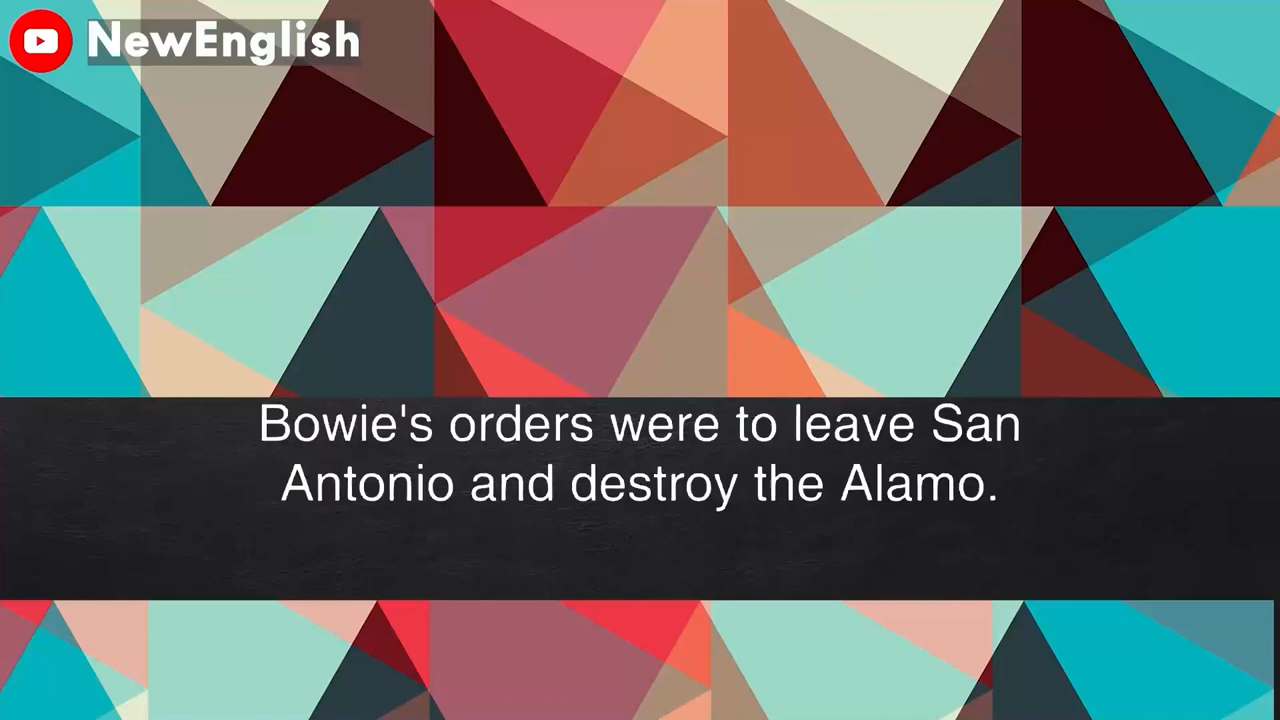 NewEnglish
Bowie's orders were to leave San
Antonio and destroy the Alamo.